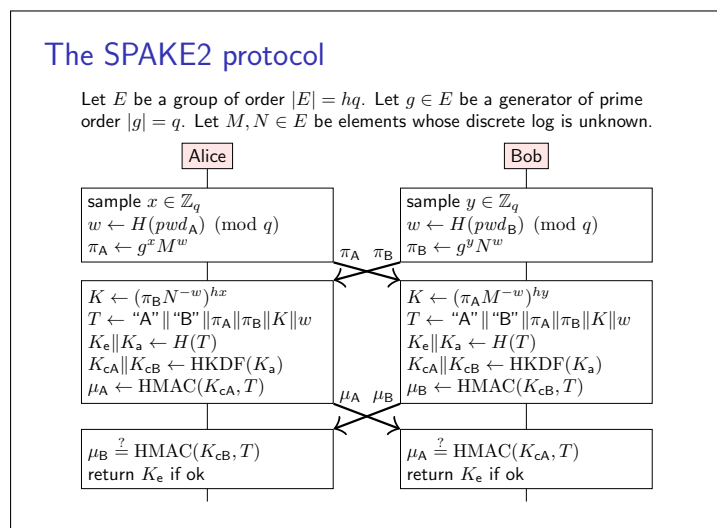 The SPAKE2 protocol
Let E be a group of order |E| = hq. Let g ∈ E be a generator of prime
order |g| = q. Let M, N ∈ E be elements whose discrete log is unknown.
Alice
Bob
sample x ∈ ℤ_q
w ← H(pwd_A) (mod q)
π_A ← g^x M^w
sample y ∈ ℤ_q
w ← H(pwd_B) (mod q)
π_B ← g^y N^w
π_A π_B
K ← (π_B N^{-w})^{hx}
T ← “A” ∥ “B” ∥ π_A ∥ π_B ∥ K ∥ w
K_e ∥ K_a ← H(T)
K_cA ∥ K_cB ← HKDF(K_a)
μ_A ← HMAC(K_cA, T)
K ← (π_A M^{-w})^{hy}
T ← “A” ∥ “B” ∥ π_A ∥ π_B ∥ K ∥ w
K_e ∥ K_a ← H(T)
K_cA ∥ K_cB ← HKDF(K_a)
μ_B ← HMAC(K_cB, T)
μ_A μ_B
μ_B ≟ HMAC(K_cB, T)
return K_e if ok
μ_A ≟ HMAC(K_cA, T)
return K_e if ok